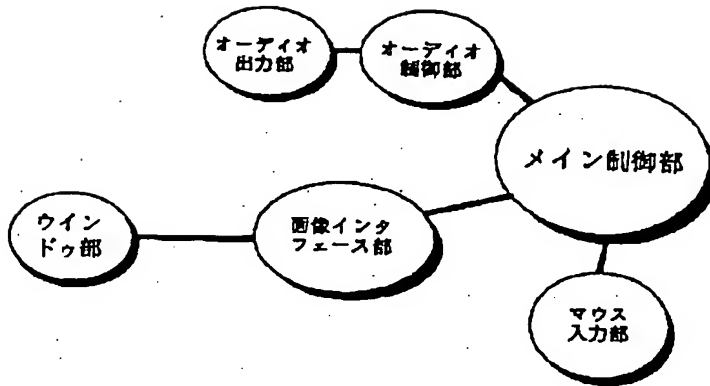 オーディオ
出力部
オーディオ
制御部
メイン制御部
ウイン
ドゥ部
画像インタ
フェース部
マウス
入力部